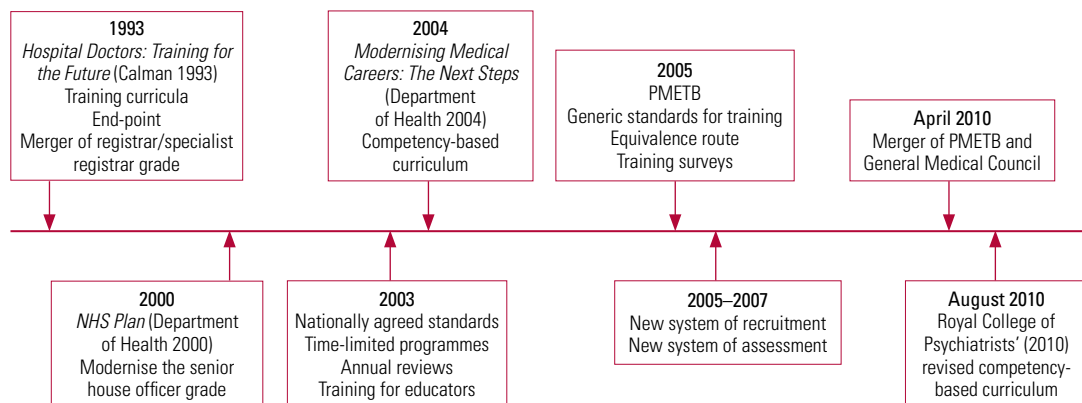 1993
Hospital Doctors: Training for
the Future (Calman 1993)
Training curricula
End-point
Merger of registrar/specialist
registrar grade
2004
Modernising Medical
Careers: The Next Steps
(Department
of Health 2004)
Competency-based
curriculum
2005
PMETB
Generic standards for training
Equivalence route
Training surveys
April 2010
Merger of PMETB and
General Medical Council
2000
NHS Plan (Department
of Health 2000)
Modernise the senior
house officer grade
2003
Nationally agreed standards
Time-limited programmes
Annual reviews
Training for educators
2005–2007
New system of recruitment
New system of assessment
August 2010
Royal College of
Psychiatrists’ (2010)
revised competency-
based curriculum